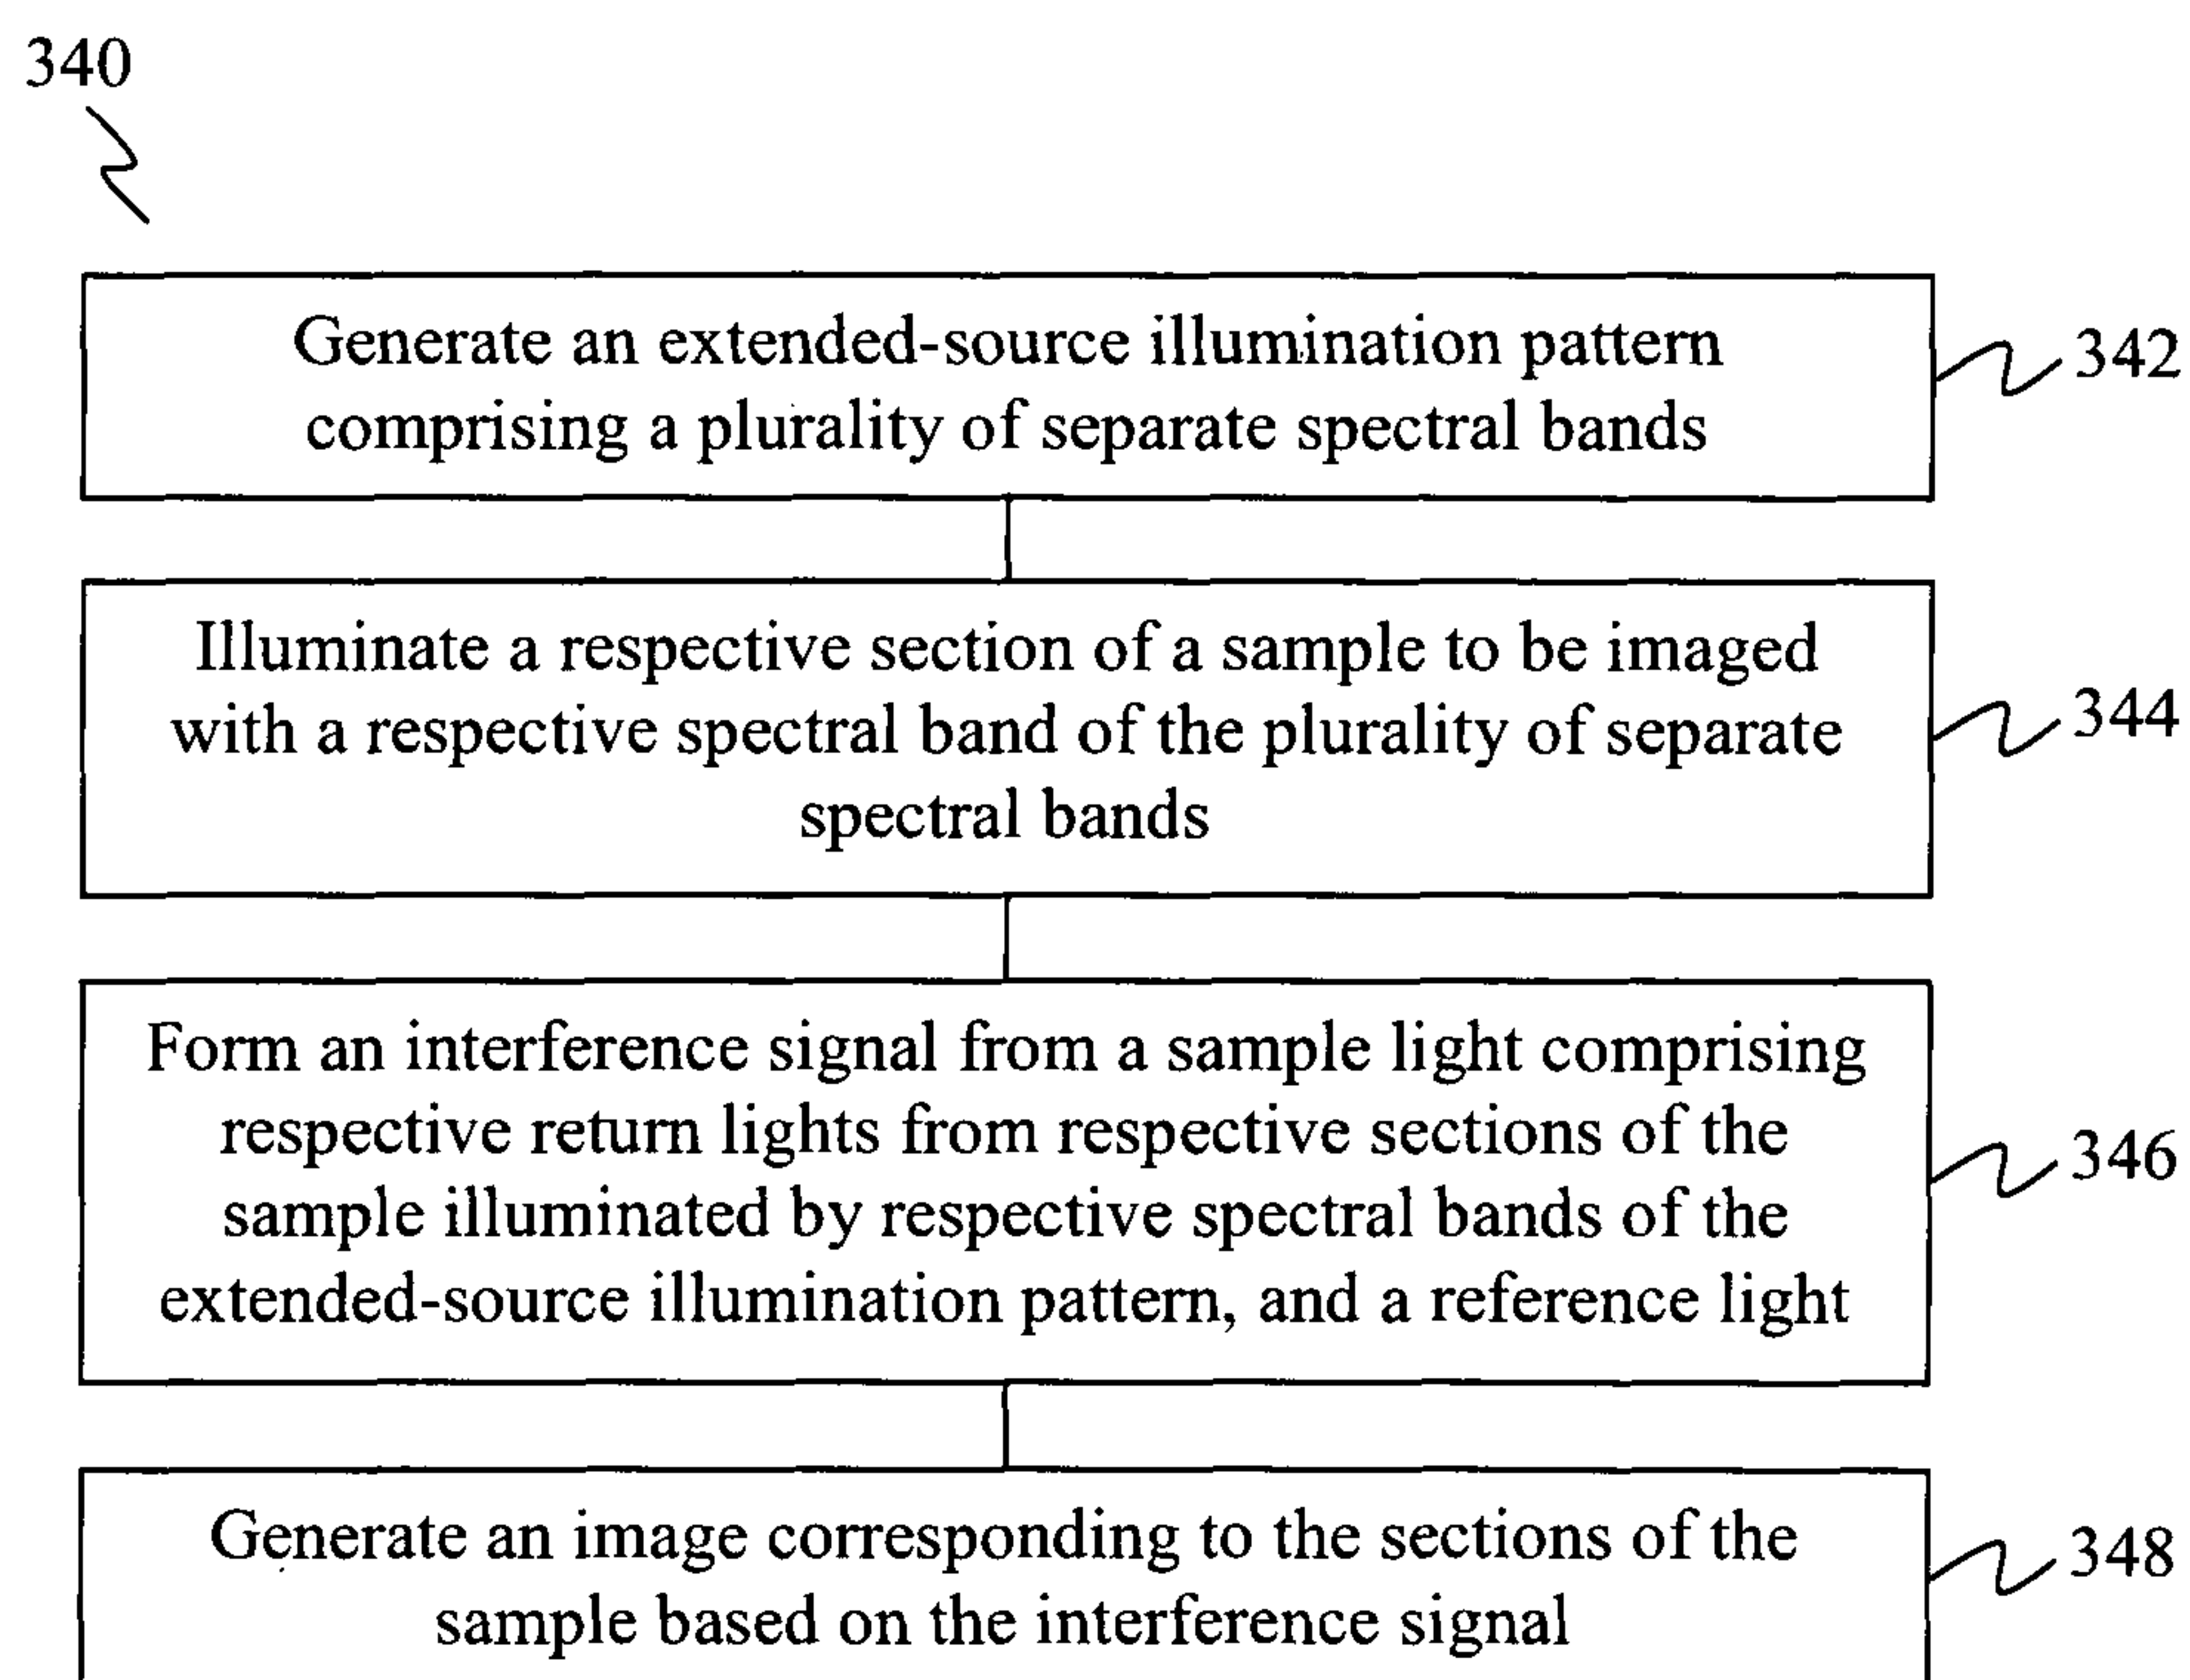 340
Generate an extended-source illumination pattern
comprising a plurality of separate spectral bands
342
Illuminate a respective section of a sample to be imaged
with a respective spectral band of the plurality of separate
spectral bands
344
Form an interference signal from a sample light comprising
respective return lights from respective sections of the
sample illuminated by respective spectral bands of the
extended-source illumination pattern, and a reference light
346
Generate an image corresponding to the sections of the
sample based on the interference signal
348